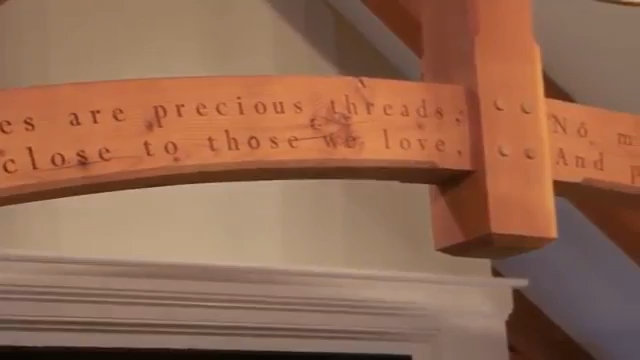 es are precious threads,
close to those we love,
No m
And P